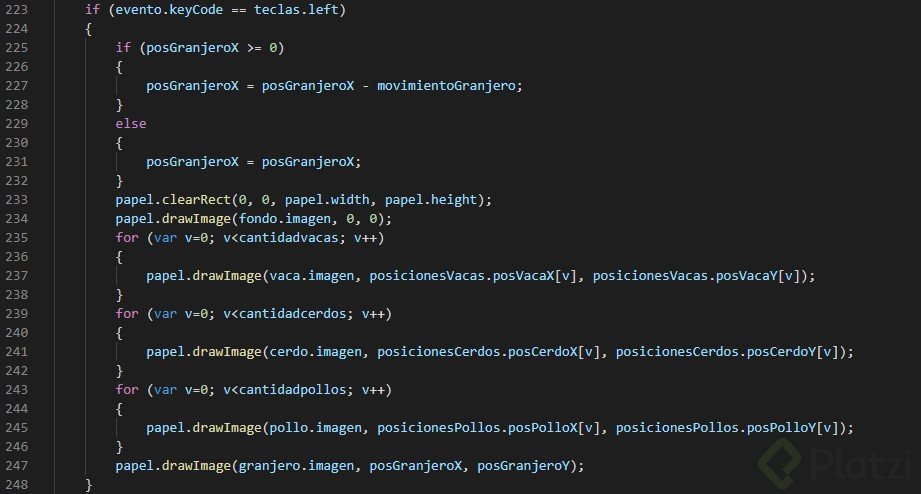 223 if (evento.keyCode == teclas.left)
224 {
225 if (posGranjeroX >= 0)
226 {
227 posGranjeroX = posGranjeroX - movimientoGranjero;
228 }
229 else
230 {
231 posGranjeroX = posGranjeroX;
232 }
233 papel.clearRect(0, 0, papel.width, papel.height);
234 papel.drawImage(fondo.imagen, 0, 0);
235 for (var v=0; v<cantidadvacas; v++)
236 {
237 papel.drawImage(vaca.imagen, posicionesVacas.posVacaX[v], posicionesVacas.posVacaY[v]);
238 }
239 for (var v=0; v<cantidadcerdos; v++)
240 {
241 papel.drawImage(cerdo.imagen, posicionesCerdos.posCerdoX[v], posicionesCerdos.posCerdoY[v]);
242 }
243 for (var v=0; v<cantidadpollos; v++)
244 {
245 papel.drawImage(pollo.imagen, posicionesPollos.posPolloX[v], posicionesPollos.posPolloY[v]);
246 }
247 papel.drawImage(granjero.imagen, posGranjeroX, posGranjeroY);
248 }
Platzi